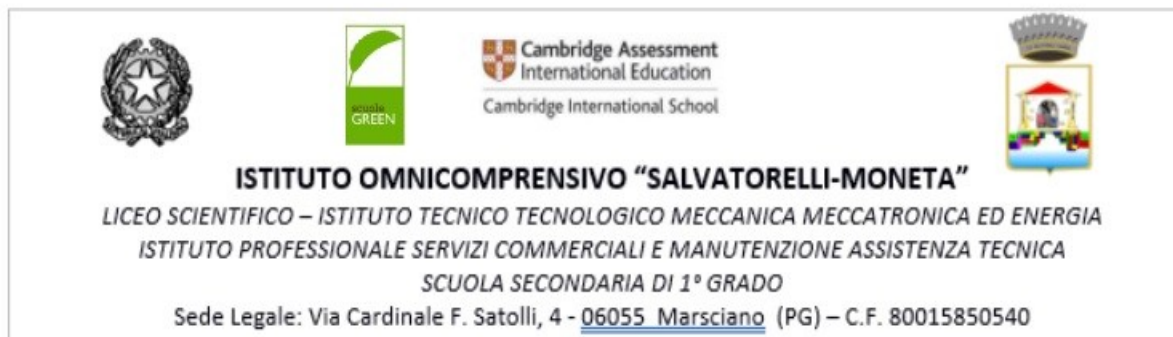 scuola
GREEN
Cambridge Assessment
International Education
Cambridge International School
ISTITUTO OMNICOMPRENSIVO “SALVATORELLI-MONETA”
LICEO SCIENTIFICO – ISTITUTO TECNICO TECNOLOGICO MECCANICA MECCATRONICA ED ENERGIA
ISTITUTO PROFESSIONALE SERVIZI COMMERCIALI E MANUTENZIONE ASSISTENZA TECNICA
SCUOLA SECONDARIA DI 1° GRADO
Sede Legale: Via Cardinale F. Satolli, 4 - 06055 Marsciano (PG) – C.F. 80015850540